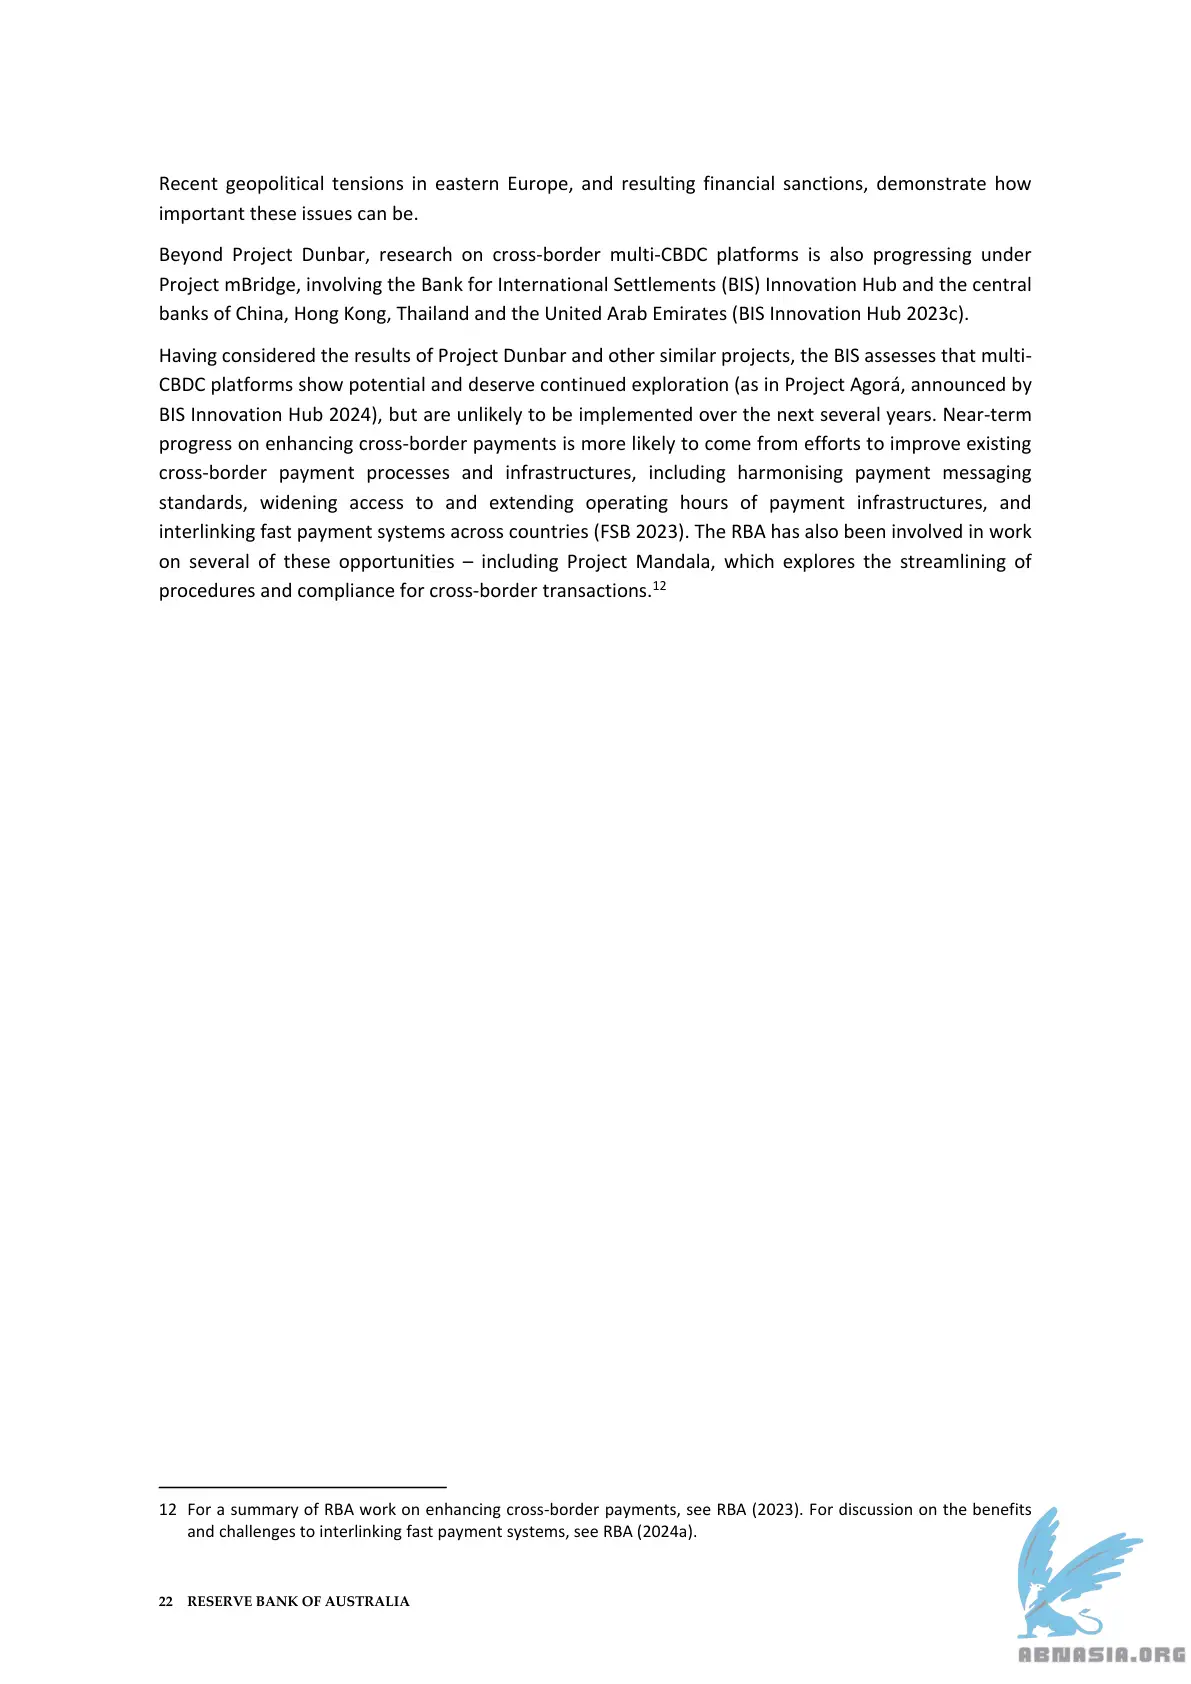 Recent geopolitical tensions in eastern Europe, and resulting financial sanctions, demonstrate how
important these issues can be.
Beyond Project Dunbar, research on cross-border multi-CBDC platforms is also progressing under
Project mBridge, involving the Bank for International Settlements (BIS) Innovation Hub and the central
banks of China, Hong Kong, Thailand and the United Arab Emirates (BIS Innovation Hub 2023c).
Having considered the results of Project Dunbar and other similar projects, the BIS assesses that multi-
CBDC platforms show potential and deserve continued exploration (as in Project Agorá, announced by
BIS Innovation Hub 2024), but are unlikely to be implemented over the next several years. Near-term
progress on enhancing cross-border payments is more likely to come from efforts to improve existing
cross-border payment processes and infrastructures, including harmonising payment messaging
standards, widening access to and extending operating hours of payment infrastructures, and
interlinking fast payment systems across countries (FSB 2023). The RBA has also been involved in work
on several of these opportunities – including Project Mandala, which explores the streamlining of
procedures and compliance for cross-border transactions.12
12 For a summary of RBA work on enhancing cross-border payments, see RBA (2023). For discussion on the benefits
and challenges to interlinking fast payment systems, see RBA (2024a).
22 RESERVE BANK OF AUSTRALIA
ABNASIA.ORG